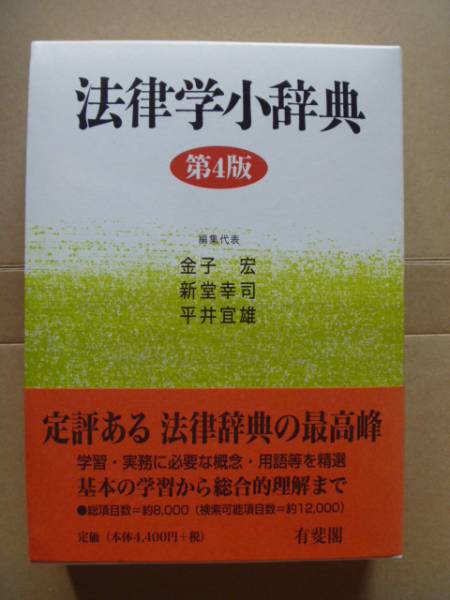 法律学小辞典
第4版
編集代表
金子 宏
新堂幸司
平井宜雄
定評ある 法律辞典の最高峰
学習・実務に必要な概念・用語等を精選
基本の学習から総合的理解まで
●総項目数=約8,000(検索可能項目数=約12,000)
定価(本体4,400円+税) 有斐閣